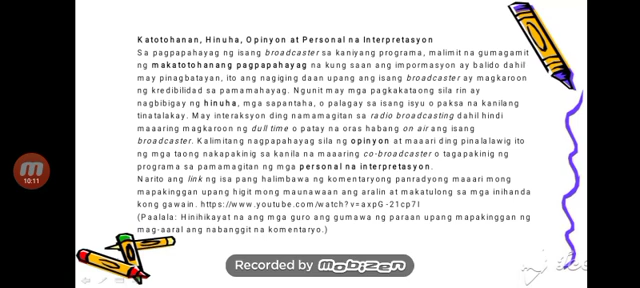 Katotohanan, Hinuha, Opinyon at Personal na Interpretasyon
Sa pagpapahayag ng isang broadcaster sa kaniyang programa, malimit na gumagamit
ng makatotohanang pagpapahayag na kung saan ang impormasyon ay balido dahil
may pinagbatayan, ito ang nagiging daan upang ang isang broadcaster ay magkaroon
ng kredibilidad sa pamamahayag. Ngunit may mga pagkakataong sila rin ay
nagbibigay ng hinuha, mga sapantaha, o palagay sa isang isyu o paksa na kanilang
tinatalakay. May interaksyon ding namamagitan sa radio broadcasting dahil hindi
maaaring magkaroon ng dull time o patay na oras habang on air ang isang
broadcaster. Kalimitang nagpapahayag sila ng opinyon at maaari ding pinalalawig ito
ng mga taong nakapakinig sa kanila na maaaring co-broadcaster o tagapakinig ng
programa sa pamamagitan ng mga personal na interpretasyon.
Narito ang link ng isa pang halimbawa ng komentaryong panradyong maaari mong
mapakinggan upang higit mong maunawaan ang aralin at makatulong sa mga inihanda
kong gawain. https://www.youtube.com/watch?v=axpG-21cp7I
(Paalala: Hinihikayat na ang mga guro ang gumawa ng paraan upang mapakinggan ng
mag-aaral ang nabanggit na komentaryo.)
10:11
Recorded by Mobizen